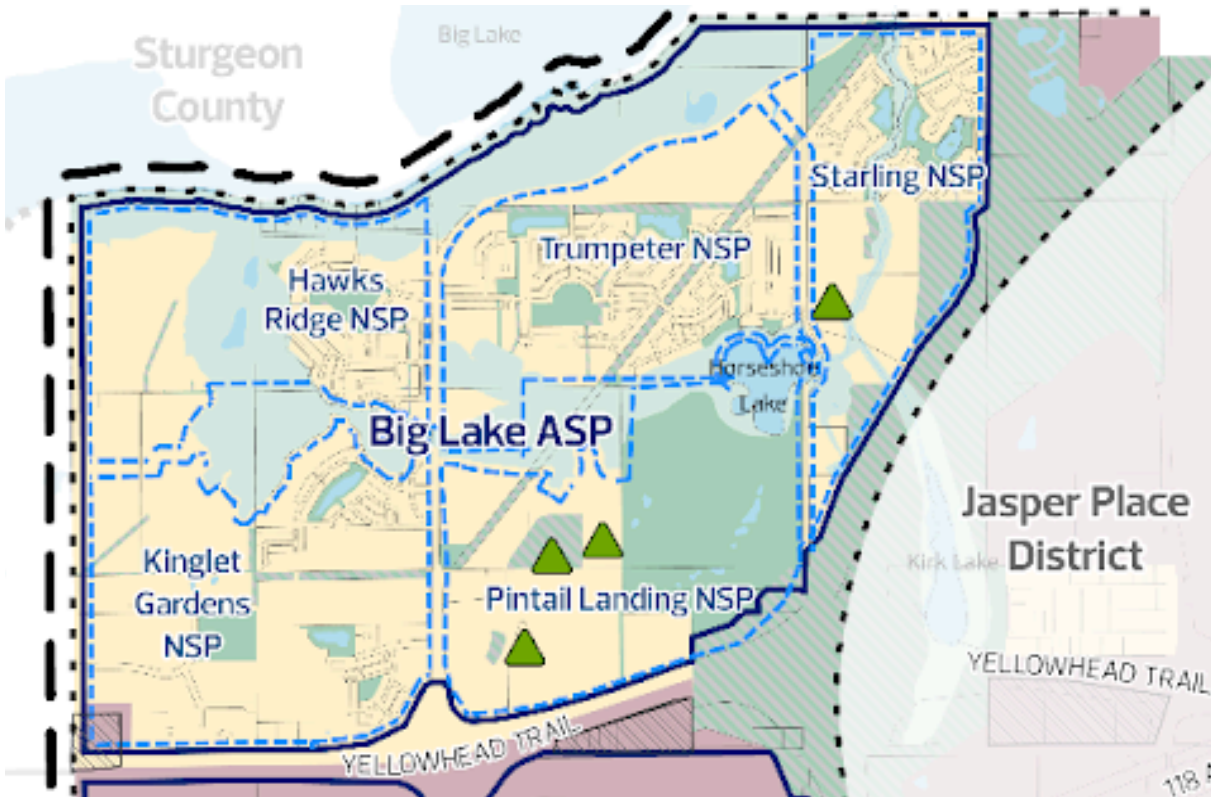 Big Lake
Sturgeon
County
Starling NSP
Trumpeter NSP
Hawks
Ridge NSP
Horseshoe
Lake
Big Lake ASP
Jasper Place
District
Kirk Lake
Kinglet
Gardens
NSP
Pintail Landing NSP
YELLOWHEAD TRAIL
YELLOWHEAD TRAIL
118 A